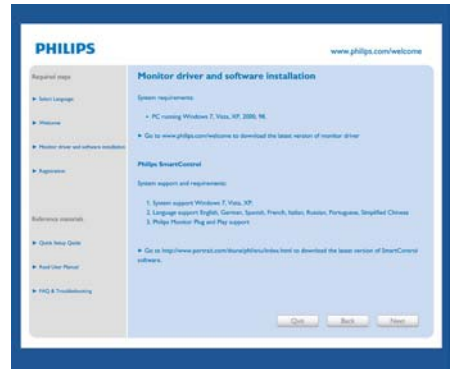 PHILIPS
www.philips.com/welcome
Required steps
► Select Language
► Welcome
► Monitor driver and software installation
► Registration
Reference materials
► Quick Setup Guide
► Read User Manual
► FAQ & Troubleshooting
Monitor driver and software installation
System requirements:
• PC running Windows 7, Vista, XP, 2000, 98.
► Go to www.philips.com/welcome to download the latest version of monitor driver
Philips SmartControl
System support and requirements:
1. System support Windows 7, Vista, XP.
2. Language support English, German, Spanish, French, Italian, Russian, Portuguese, Simplified Chinese
3. Philips Monitor Plug and Play support
► Go to to download the latest version of SmartControl
software.
Quit
Back
Next